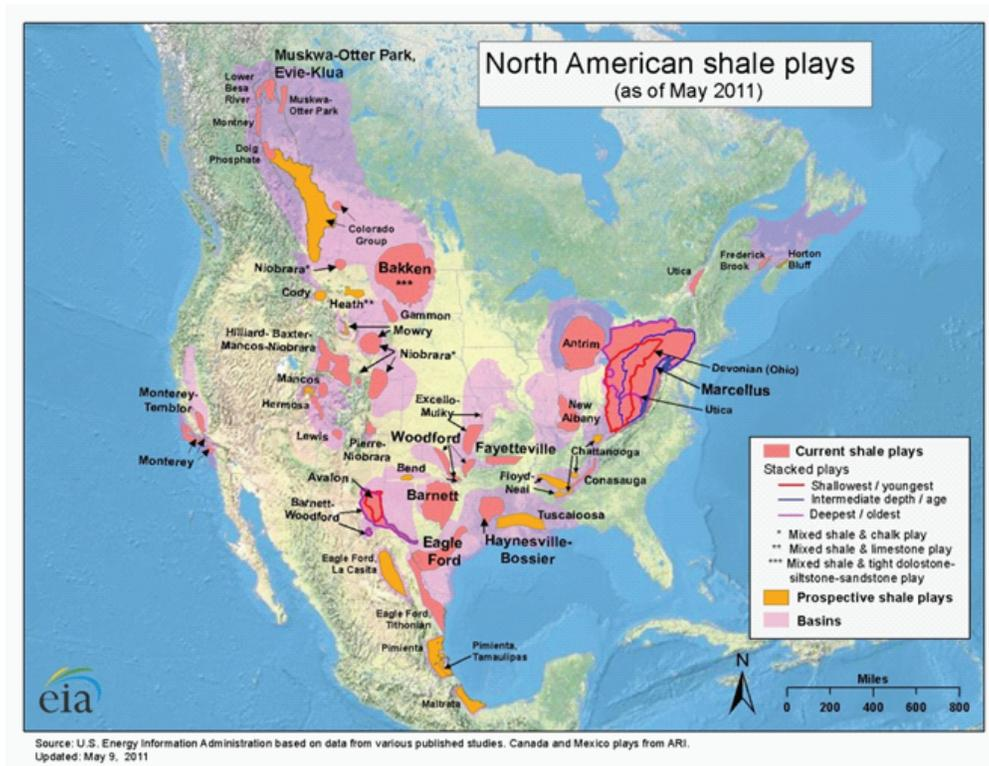 North American shale plays
(as of May 2011)
Muskwa-Otter Park,
Evie-Klua
Lower
Besa
River
Muskwa-
Otter Park
Montney
Doig
Phosphate
Colorado
Group
Niobrara*
Bakken
***
Cody
Heath**
Gammon
Mowry
Hilliard-Baxter-
Mancos-Niobrara
Niobrara*
Mancos
Hermosa
Monterey-
Temblor
Monterey
Lewis
Pierre-
Niobrara
Excello-
Mulky
Woodford
Fayetteville
Bend
Avalon
Barnett-
Woodford
Barnett
Eagle
Ford
Haynesville-
Bossier
Tuscaloosa
Floyd-
Neal
Conasauga
Chattanooga
New
Albany
Antrim
Devonian (Ohio)
Marcellus
Utica
Utica
Frederick
Brook
Horton
Bluff
Eagle Ford,
La Casita
Eagle Ford,
Tithonian
Pimienta
Pimienta,
Tamaulipas
Maltrata
Current shale plays
Stacked plays
Shallowest / youngest
Intermediate depth / age
Deepest / oldest
* Mixed shale & chalk play
** Mixed shale & limestone play
*** Mixed shale & tight dolostone-
siltstone-sandstone play
Prospective shale plays
Basins
N
Miles
0 200 400 600 800
eia
Source: U.S. Energy Information Administration based on data from various published studies. Canada and Mexico plays from ARI.
Updated: May 9, 2011